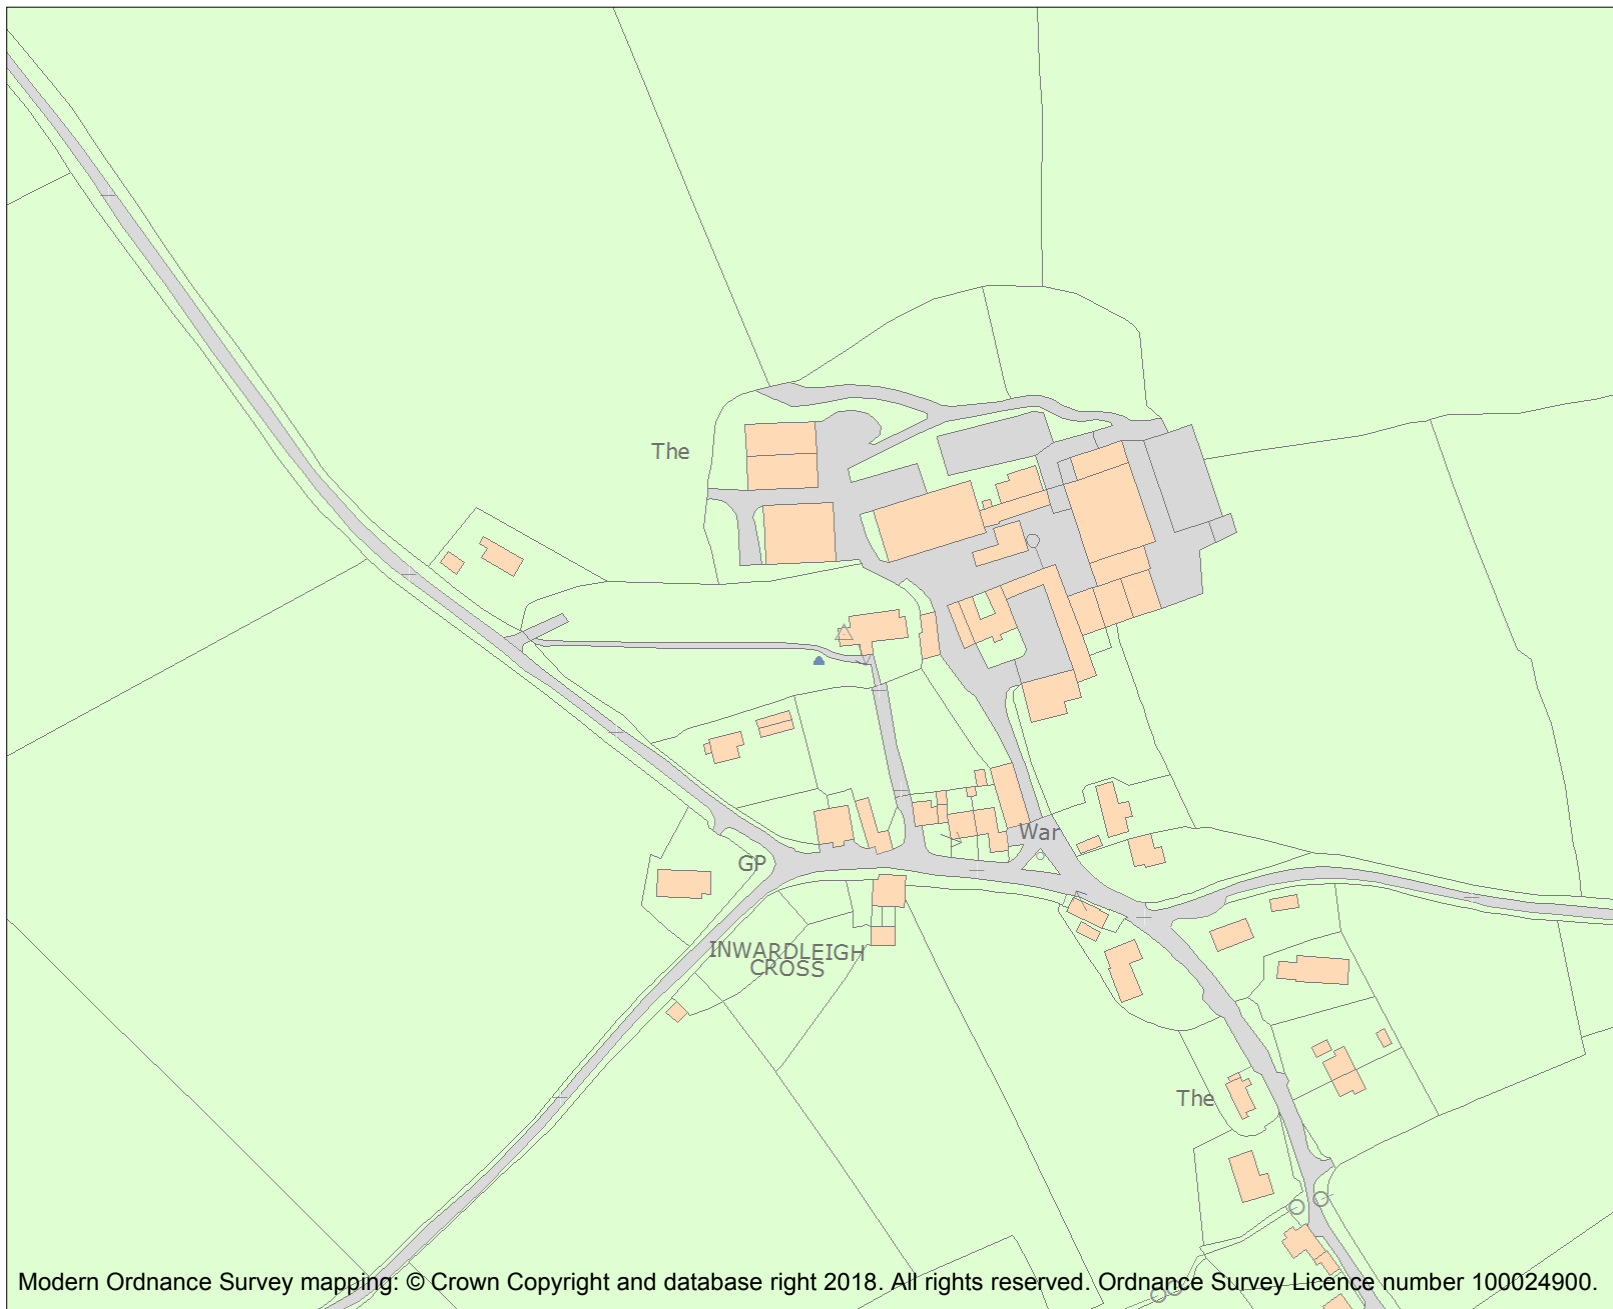 The
War
GP
INWARDLEIGH
CROSS
The
Modern Ordnance Survey mapping: © Crown Copyright and database right 2018. All rights reserved. Ordnance Survey Licence number 100024900.